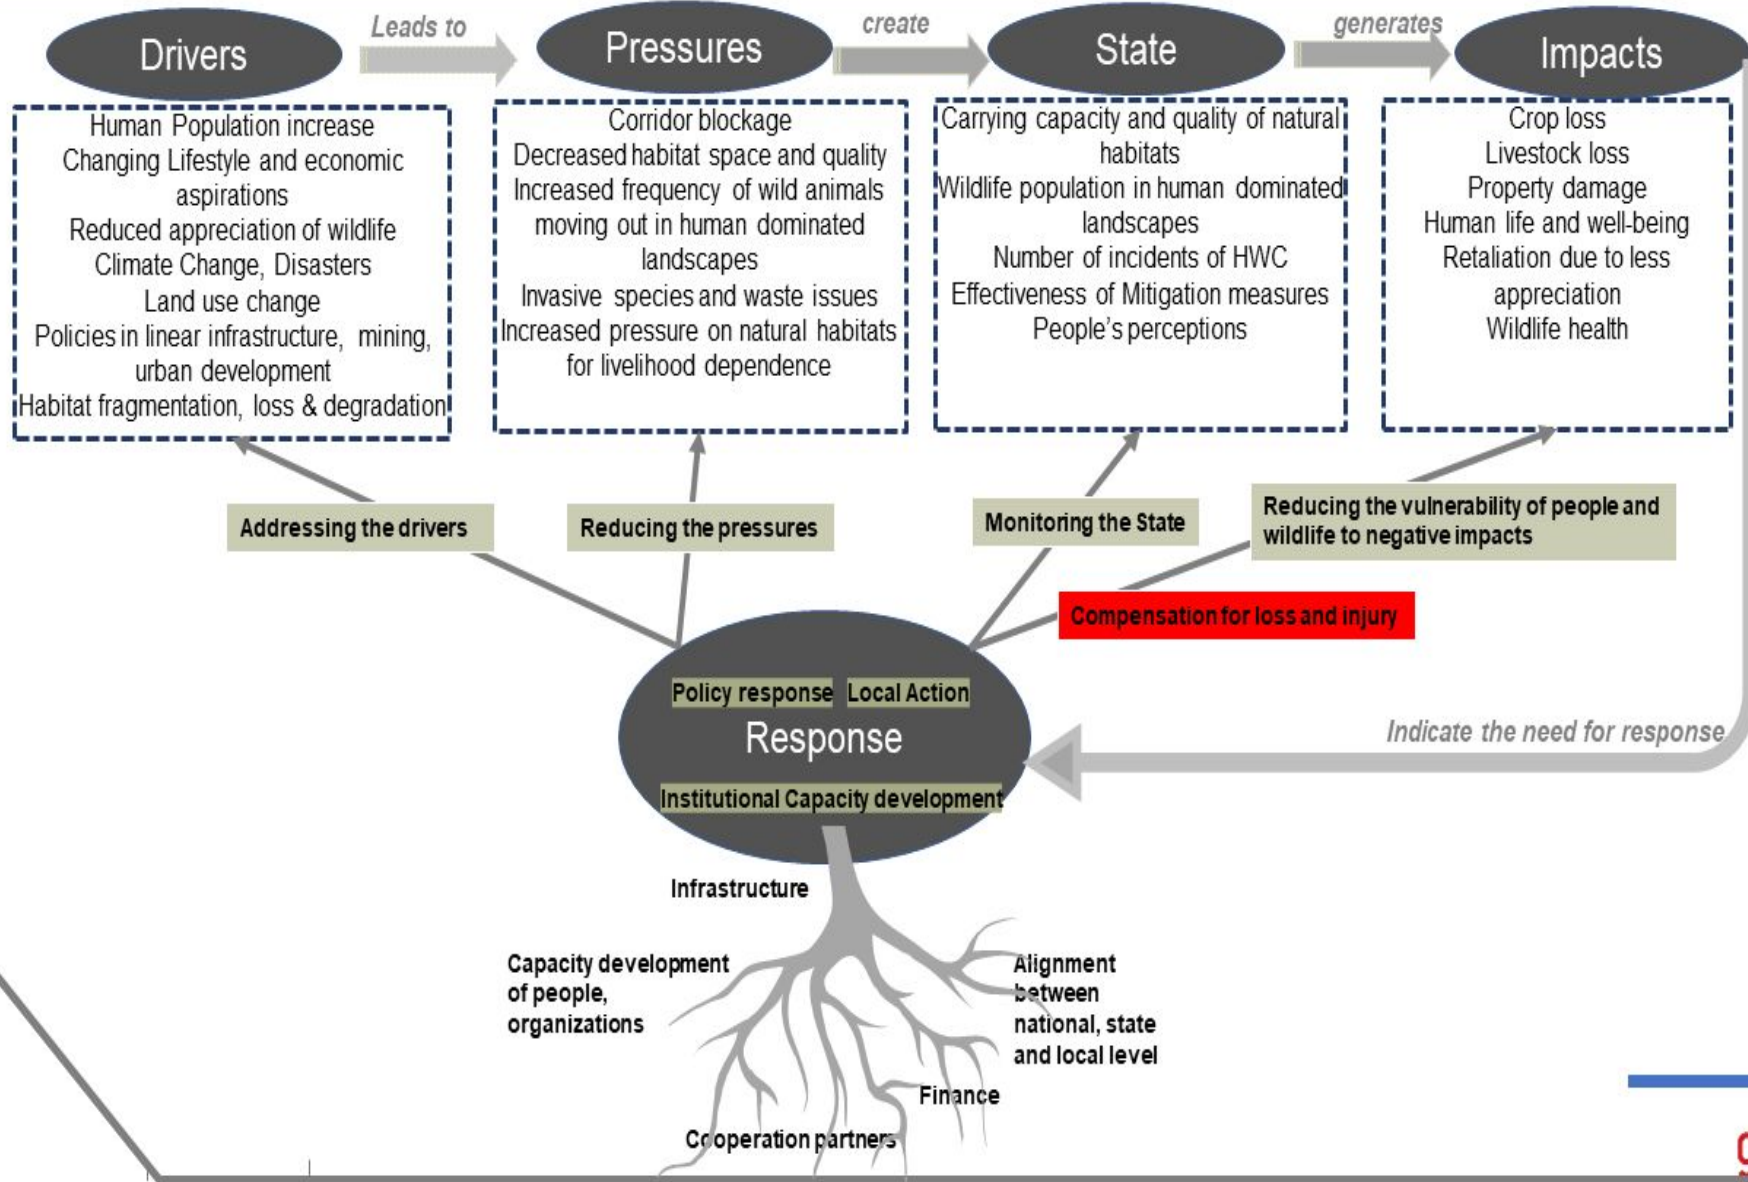 Drivers
Leads to
Pressures
create
State
generates
Impacts
Human Population increase
Changing Lifestyle and economic
aspirations
Reduced appreciation of wildlife
Climate Change, Disasters
Land use change
Policies in linear infrastructure, mining,
urban development
Habitat fragmentation, loss & degradation
Corridor blockage
Decreased habitat space and quality
Increased frequency of wild animals
moving out in human dominated
landscapes
Invasive species and waste issues
Increased pressure on natural habitats
for livelihood dependence
Carrying capacity and quality of natural
habitats
Wildlife population in human dominated
landscapes
Number of incidents of HWC
Effectiveness of Mitigation measures
People's perceptions
Crop loss
Livestock loss
Property damage
Human life and well-being
Retaliation due to less
appreciation
Wildlife health
Addressing the drivers
Reducing the pressures
Monitoring the State
Reducing the vulnerability of people and
wildlife to negative impacts
Compensation for loss and injury
Policy response
Local Action
Response
Institutional Capacity development
Indicate the need for response
Infrastructure
Capacity development
of people,
organizations
Alignment
between
national, state
and local level
Finance
Cooperation partners